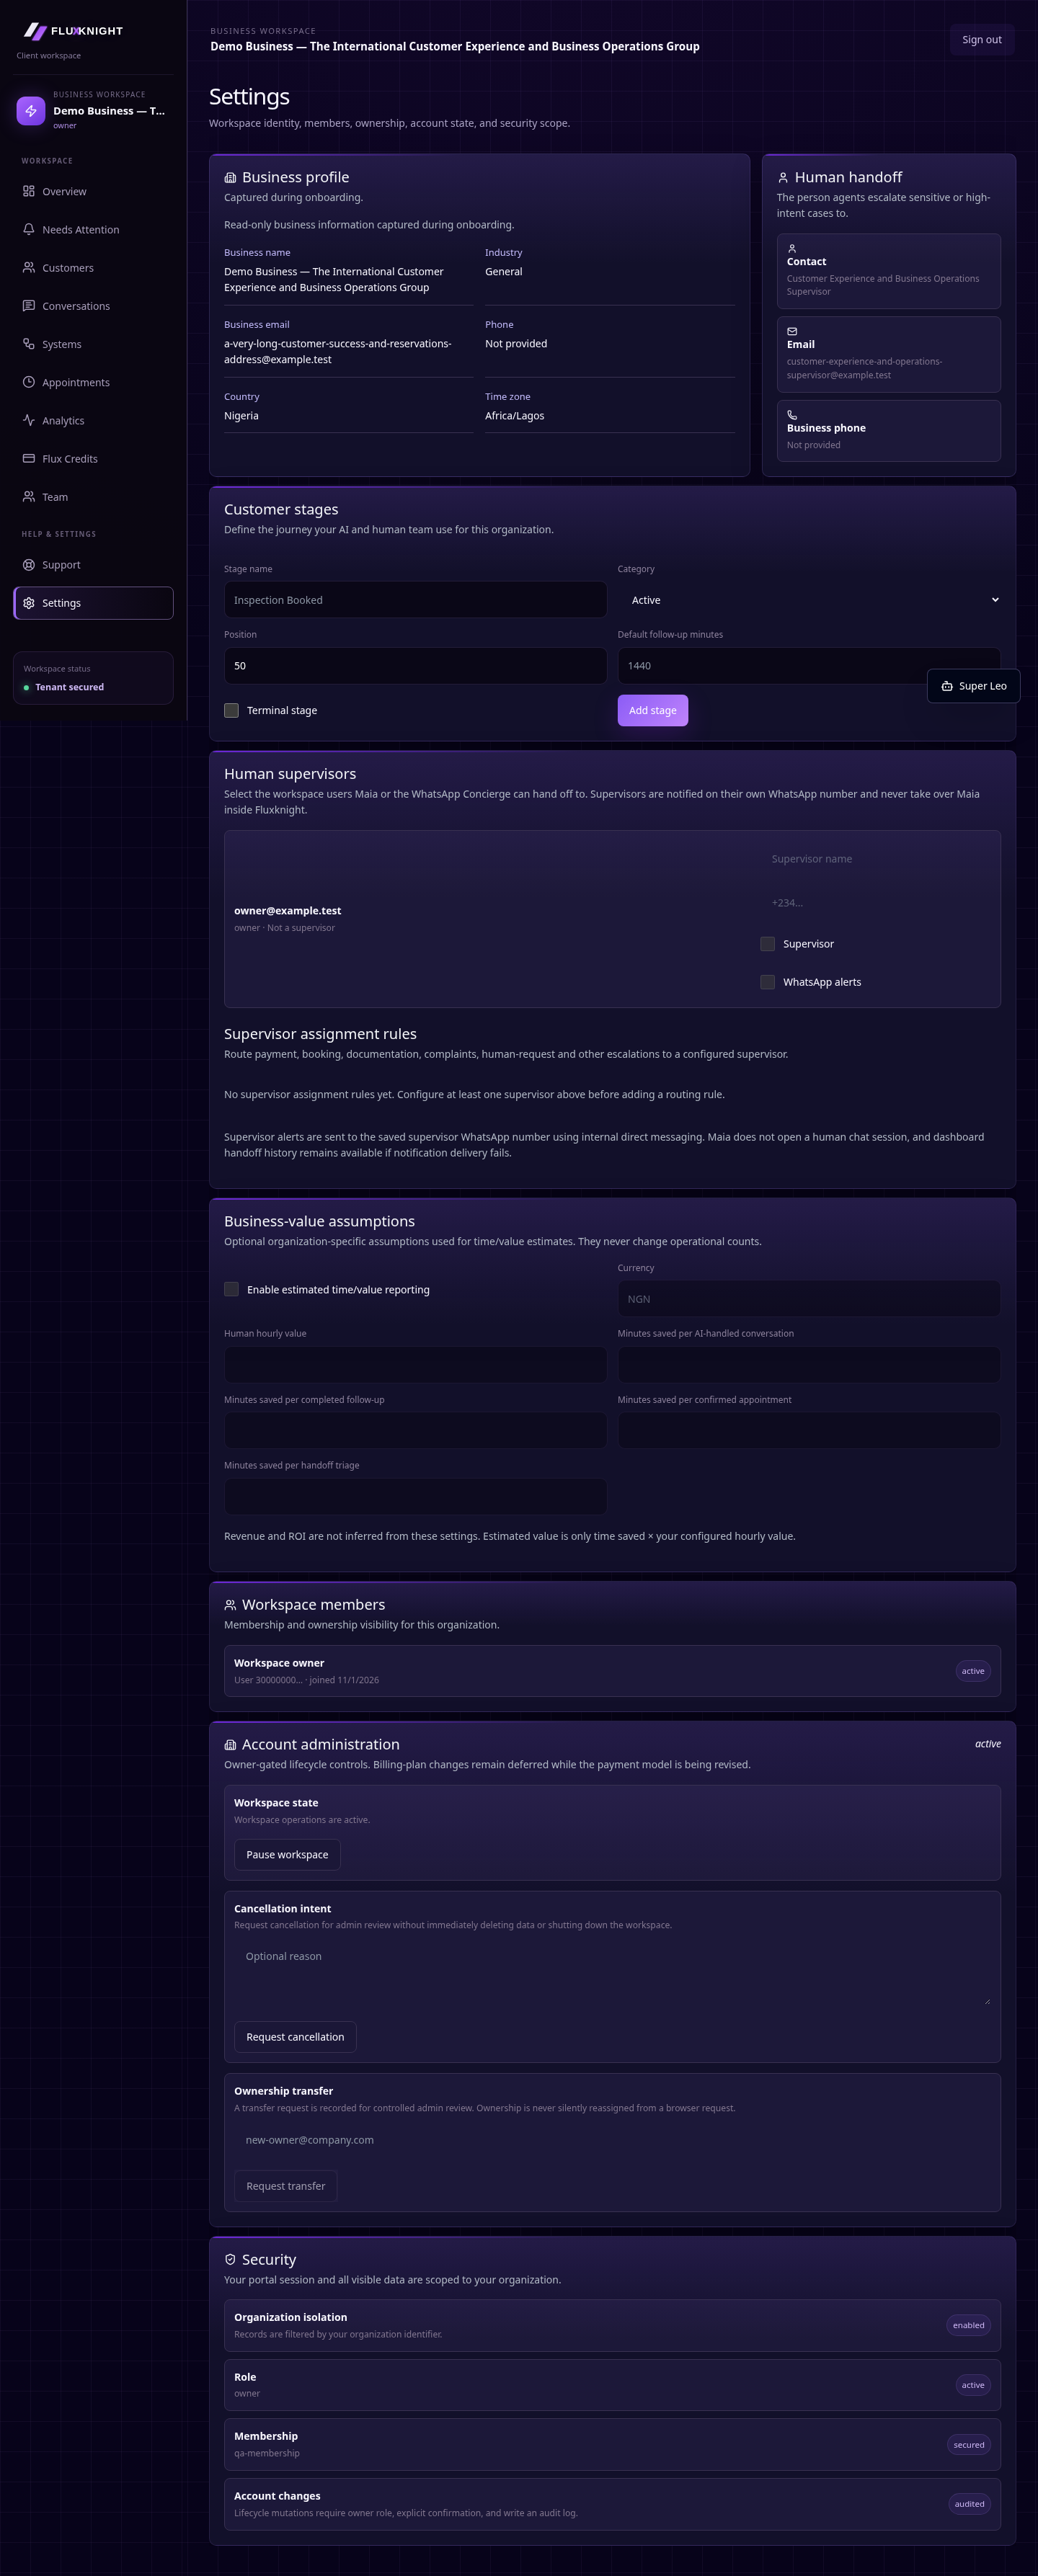 FLUXKNIGHT
Client workspace
BUSINESS WORKSPACE
Demo Business — T...
owner
WORKSPACE
Overview
Needs Attention
Customers
Conversations
Systems
Appointments
Analytics
Flux Credits
Team
HELP & SETTINGS
Support
Settings
Workspace status
Tenant secured
BUSINESS WORKSPACE
Demo Business — The International Customer Experience and Business Operations Group
Sign out
Settings
Workspace identity, members, ownership, account state, and security scope.
Business profile
Captured during onboarding.
Read-only business information captured during onboarding.
Business name
Demo Business — The International Customer
Experience and Business Operations Group
Industry
General
Business email
a-very-long-customer-success-and-reservations-
address@example.test
Phone
Not provided
Country
Nigeria
Time zone
Africa/Lagos
Human handoff
The person agents escalate sensitive or high-
intent cases to.
Contact
Customer Experience and Business Operations
Supervisor
Email
customer-experience-and-operations-
supervisor@example.test
Business phone
Not provided
Customer stages
Define the journey your AI and human team use for this organization.
Stage name
Inspection Booked
Category
Active
Position
50
Default follow-up minutes
1440
Terminal stage
Add stage
Super Leo
Human supervisors
Select the workspace users Maia or the WhatsApp Concierge can hand off to. Supervisors are notified on their own WhatsApp number and never take over Maia
inside Fluxknight.
owner@example.test
owner · Not a supervisor
Supervisor name
+234...
Supervisor
WhatsApp alerts
Supervisor assignment rules
Route payment, booking, documentation, complaints, human-request and other escalations to a configured supervisor.
No supervisor assignment rules yet. Configure at least one supervisor above before adding a routing rule.
Supervisor alerts are sent to the saved supervisor WhatsApp number using internal direct messaging. Maia does not open a human chat session, and dashboard
handoff history remains available if notification delivery fails.
Business-value assumptions
Optional organization-specific assumptions used for time/value estimates. They never change operational counts.
Enable estimated time/value reporting
Currency
NGN
Human hourly value
Minutes saved per AI-handled conversation
Minutes saved per completed follow-up
Minutes saved per confirmed appointment
Minutes saved per handoff triage
Revenue and ROI are not inferred from these settings. Estimated value is only time saved × your configured hourly value.
Workspace members
Membership and ownership visibility for this organization.
Workspace owner
User 30000000... · joined 11/1/2026
active
Account administration
active
Owner-gated lifecycle controls. Billing-plan changes remain deferred while the payment model is being revised.
Workspace state
Workspace operations are active.
Pause workspace
Cancellation intent
Request cancellation for admin review without immediately deleting data or shutting down the workspace.
Optional reason
Request cancellation
Ownership transfer
A transfer request is recorded for controlled admin review. Ownership is never silently reassigned from a browser request.
new-owner@company.com
Request transfer
Security
Your portal session and all visible data are scoped to your organization.
Organization isolation
Records are filtered by your organization identifier.
enabled
Role
owner
active
Membership
qa-membership
secured
Account changes
Lifecycle mutations require owner role, explicit confirmation, and write an audit log.
audited